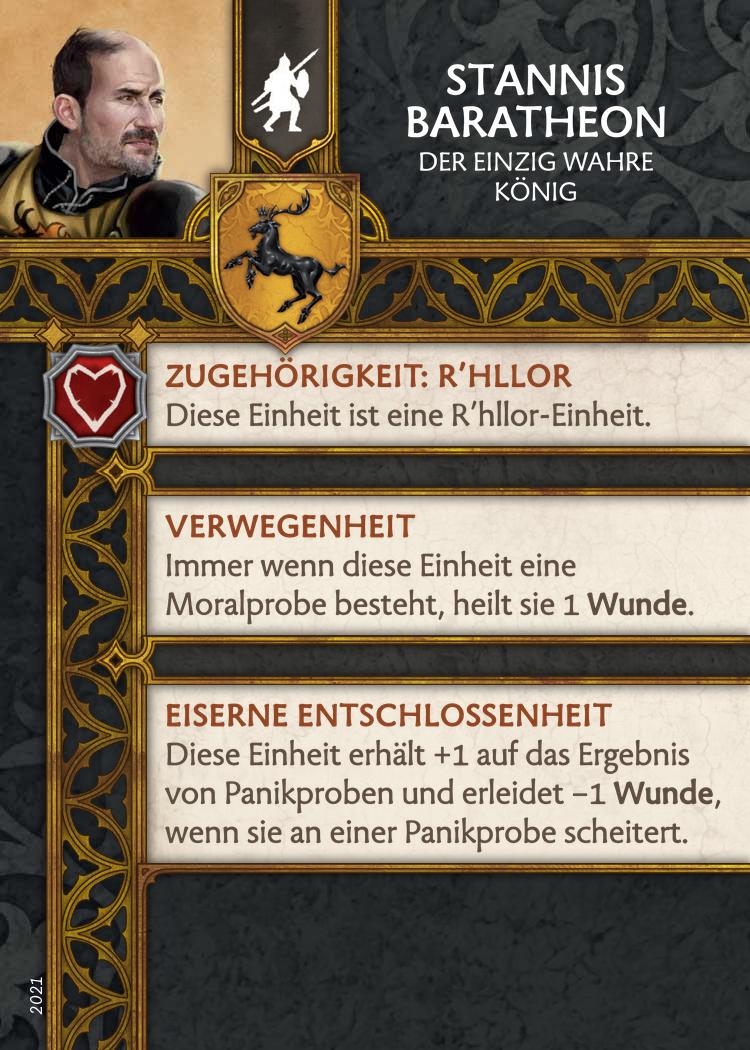 STANNIS
BARATHEON
DER EINZIG WAHRE
KÖNIG
ZUGEHÖRIGKEIT: R’HLLOR
Diese Einheit ist eine R’hllor-Einheit.
VERWEGENHEIT
Immer wenn diese Einheit eine
Moralprobe besteht, heilt sie 1 Wunde.
EISERNE ENTSCHLOSSENHEIT
Diese Einheit erhält +1 auf das Ergebnis
von Panikproben und erleidet −1 Wunde,
wenn sie an einer Panikprobe scheitert.
2021